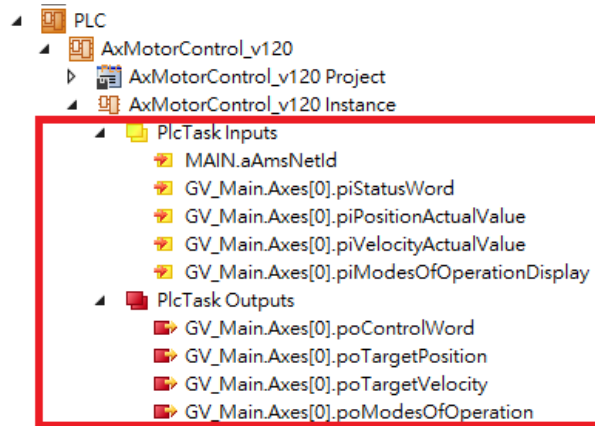 PLC
AxMotorControl_v120
AxMotorControl_v120 Project
AxMotorControl_v120 Instance
PlcTask Inputs
MAIN.aAmsNetId
GV_Main.Axes[0].piStatusWord
GV_Main.Axes[0].piPositionActualValue
GV_Main.Axes[0].piVelocityActualValue
GV_Main.Axes[0].piModesOfOperationDisplay
PlcTask Outputs
GV_Main.Axes[0].poControlWord
GV_Main.Axes[0].poTargetPosition
GV_Main.Axes[0].poTargetVelocity
GV_Main.Axes[0].poModesOfOperation